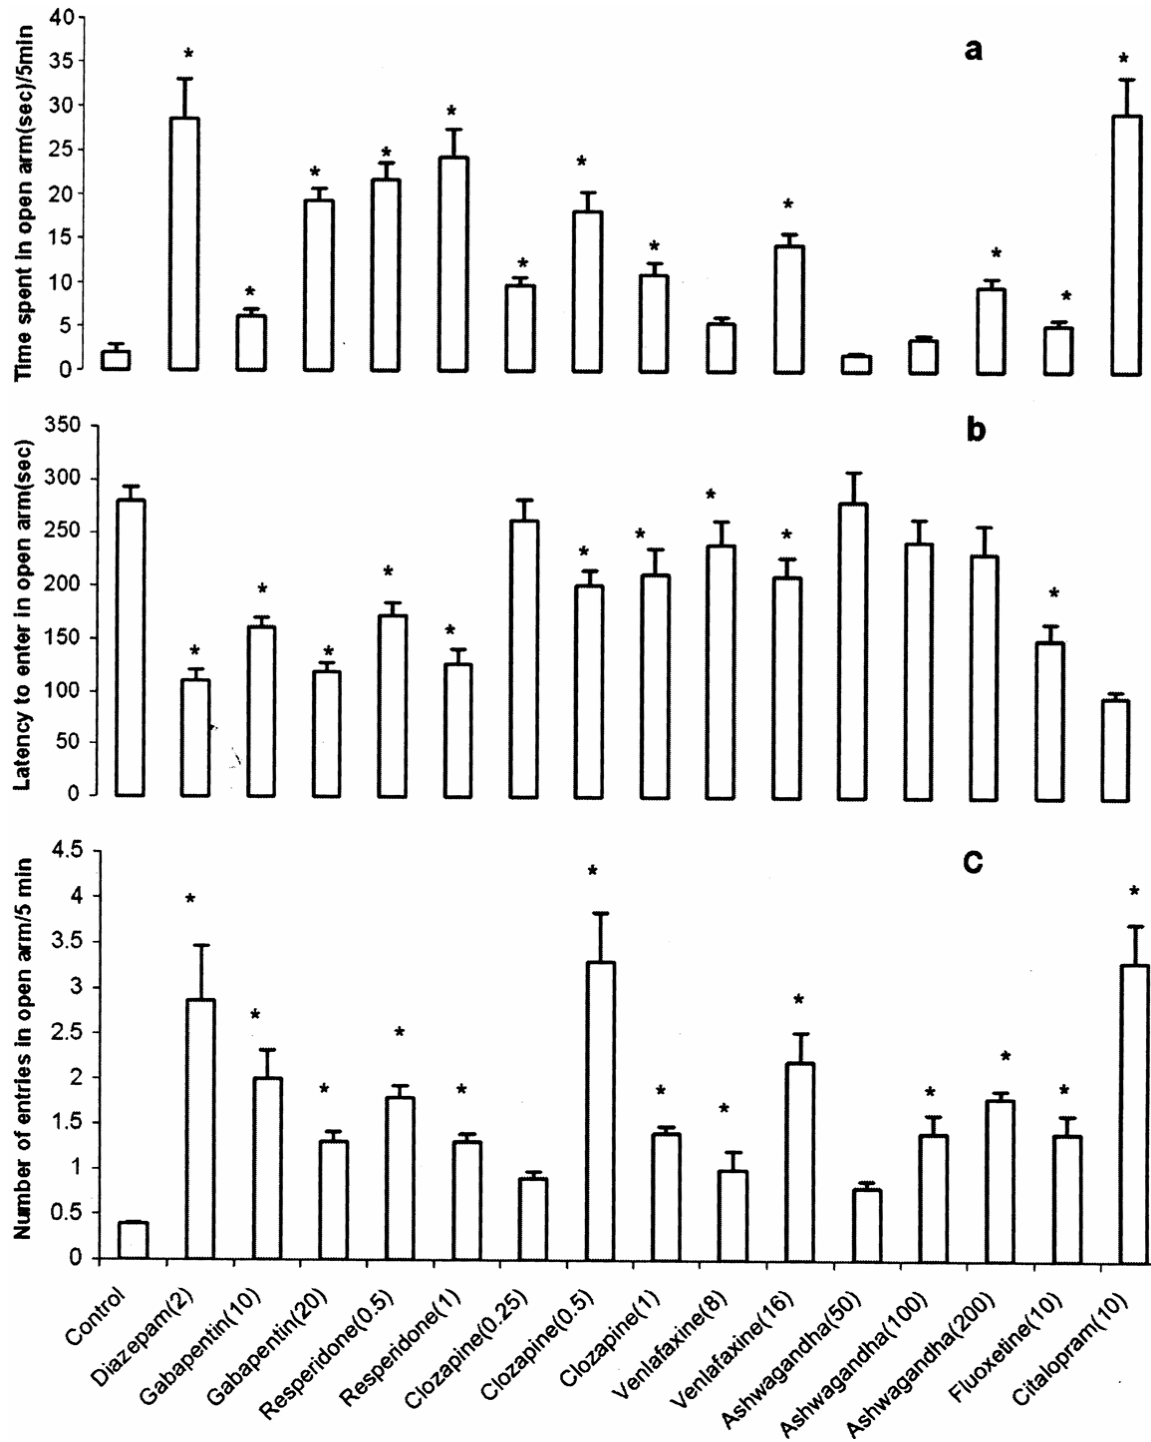 Time spent in open arm(sec)/5min
40
35
30
25
20
15
10
5
0
a
* * * * * * * * * * * * *
Latency to enter in open arm(sec)
350
300
250
200
150
100
50
0
b
* * * * * * * * * *
Number of entries in open arm/5 min
4.5
4
3.5
3
2.5
2
1.5
1
0.5
0
c
* * * * * * * * * * * * *
Control
Diazepam(2)
Gabapentin(10)
Gabapentin(20)
Resperidone(0.5)
Resperidone(1)
Clozapine(0.25)
Clozapine(0.5)
Clozapine(1)
Venlafaxine(8)
Venlafaxine(16)
Ashwagandha(50)
Ashwagandha(100)
Ashwagandha(200)
Fluoxetine(10)
Citalopram(10)